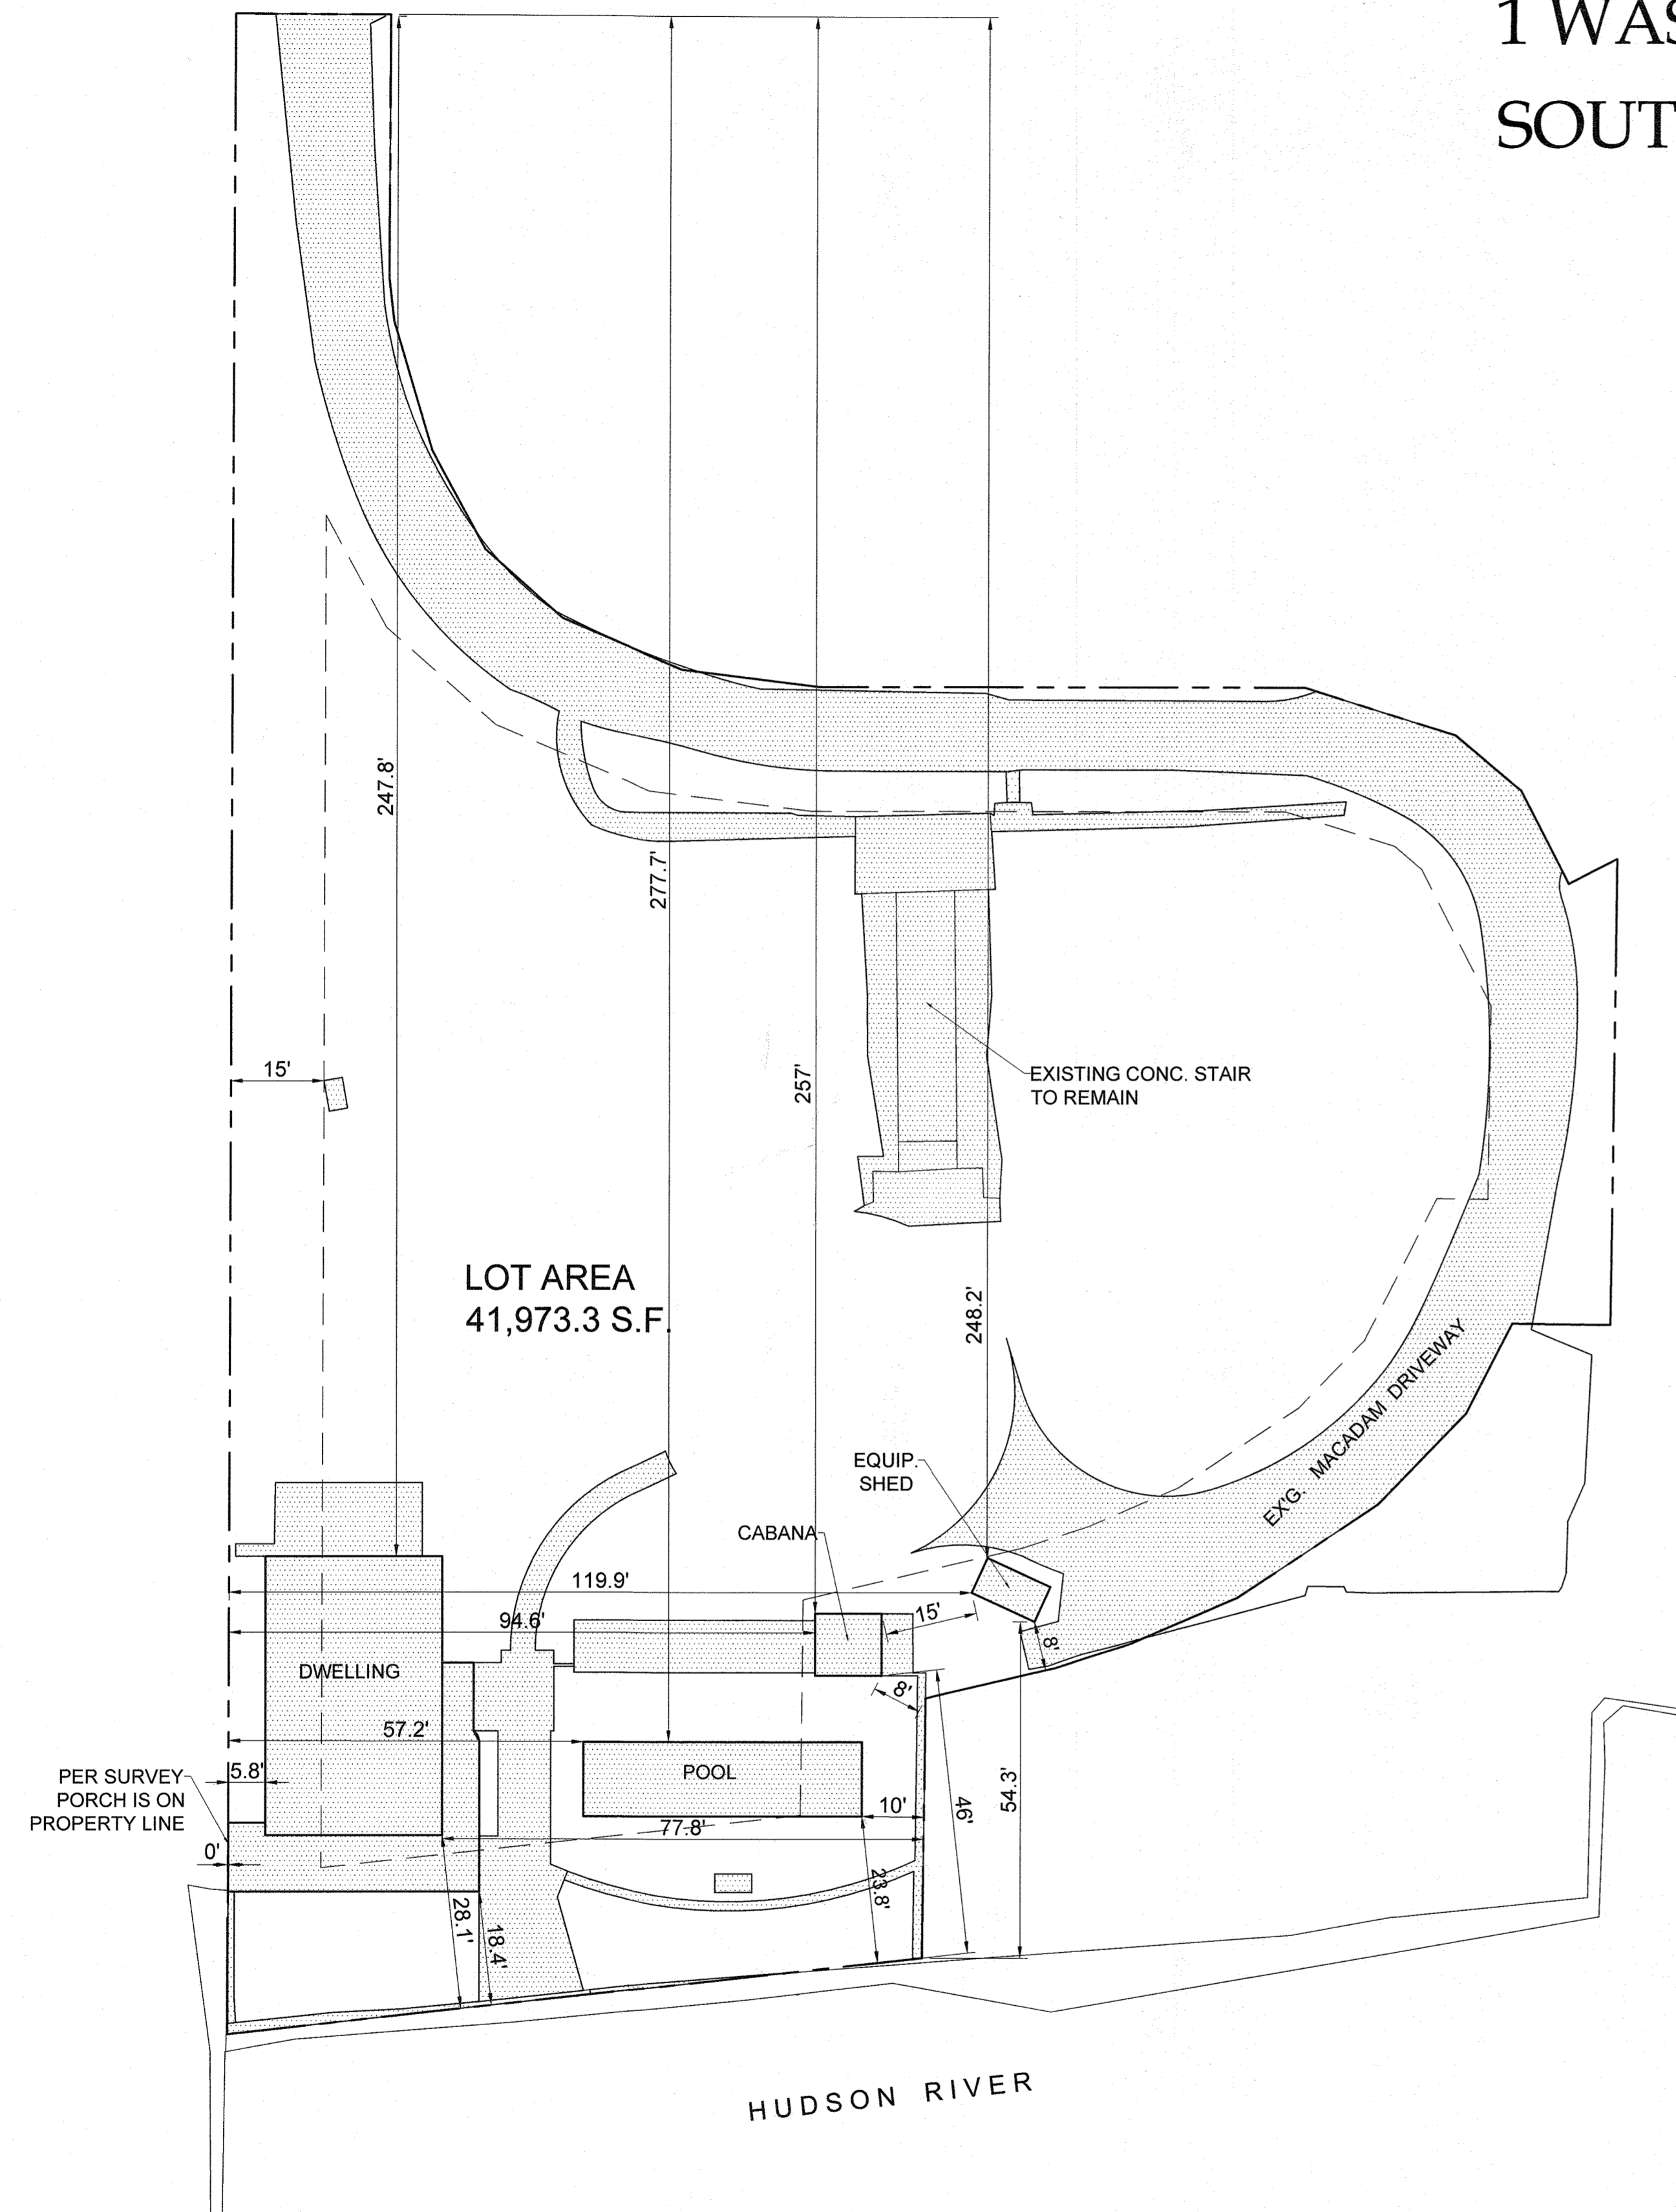 1 WAS
SOUT
247.8'
277.7'
257'
248.2'
15'
EXISTING CONC. STAIR
TO REMAIN
LOT AREA
41,973.3 S.F.
EX'G. MACADAM DRIVEWAY
EQUIP.
SHED
CABANA
119.9'
94.6'
15'
8'
DWELLING
8'
57.2'
5.8'
POOL
PER SURVEY
PORCH IS ON
PROPERTY LINE
10'
77.8'
46'
54.3'
0'
23.8'
28.1'
18.4'
HUDSON RIVER